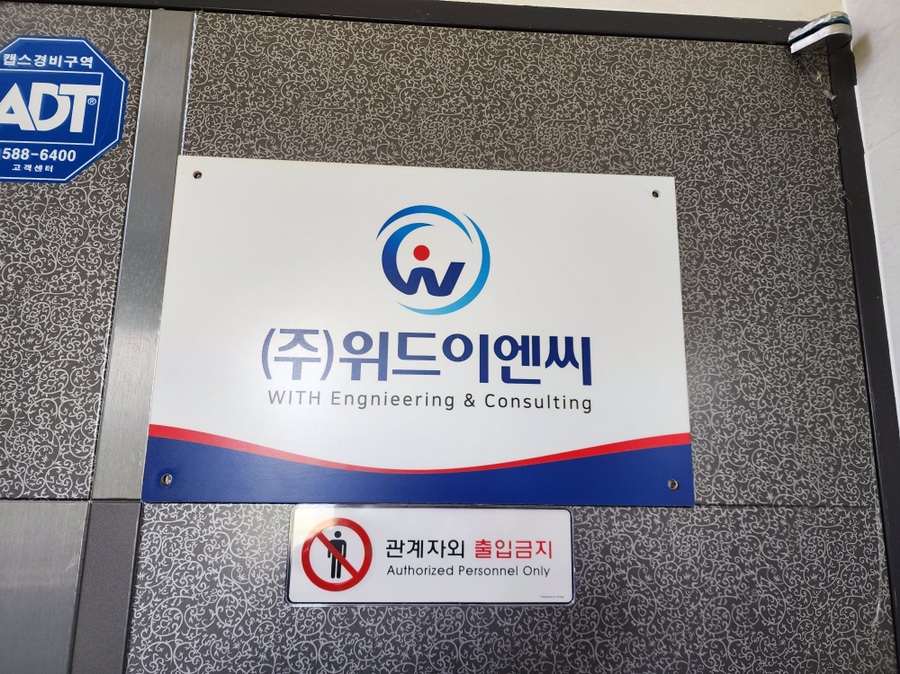 캡스경비구역
ADT®
588-6400
고객센터
(주)위드이엔씨
WITH Engnieering & Consulting
관계자외 출입금지
Authorized Personnel Only